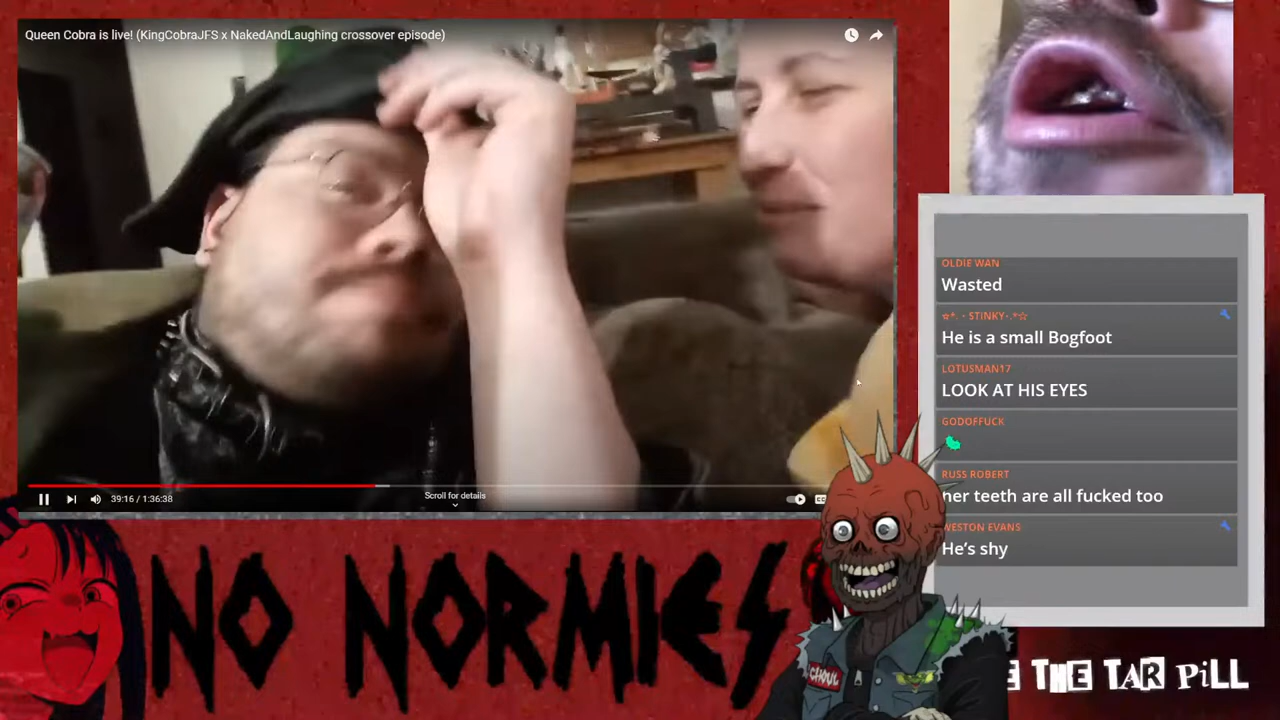 Queen Cobra is live! (KingCobraJFS x NakedAndLaughing crossover episode)
39:16 / 1:36:38
Scroll for details
OLDIE WAN
Wasted
☆*. ⋆ STINKY⋆.*☆
He is a small Bogfoot
LOTUSMAN17
LOOK AT HIS EYES
GODOFFUCK
RUSS ROBERT
her teeth are all fucked too
WESTON EVANS
He's shy
NO NORMIES
GHOUL
THE TAR PiLL